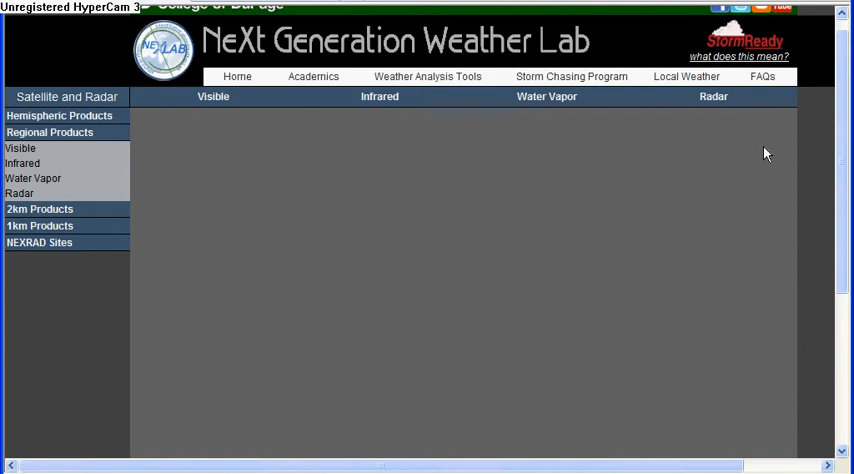 Unregistered HyperCam 3
College of DuPage
NEXLAB
NeXt Generation Weather Lab
StormReady
what does this mean?
Home Academics Weather Analysis Tools Storm Chasing Program Local Weather FAQs
Satellite and Radar Visible Infrared Water Vapor Radar
Hemispheric Products
Regional Products
Visible
Infrared
Water Vapor
Radar
2km Products
1km Products
NEXRAD Sites